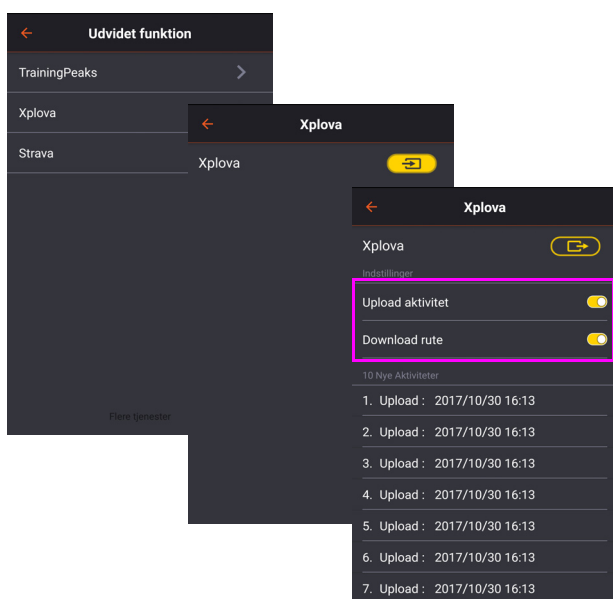 Udvidet funktion
TrainingPeaks
Xplova
Strava
Flere tjenester
Xplova
Xplova
Xplova
Xplova
Indstillinger
Upload aktivitet
Download rute
10 Nye Aktiviteter
1. Upload : 2017/10/30 16:13
2. Upload : 2017/10/30 16:13
3. Upload : 2017/10/30 16:13
4. Upload : 2017/10/30 16:13
5. Upload : 2017/10/30 16:13
6. Upload : 2017/10/30 16:13
7. Upload : 2017/10/30 16:13